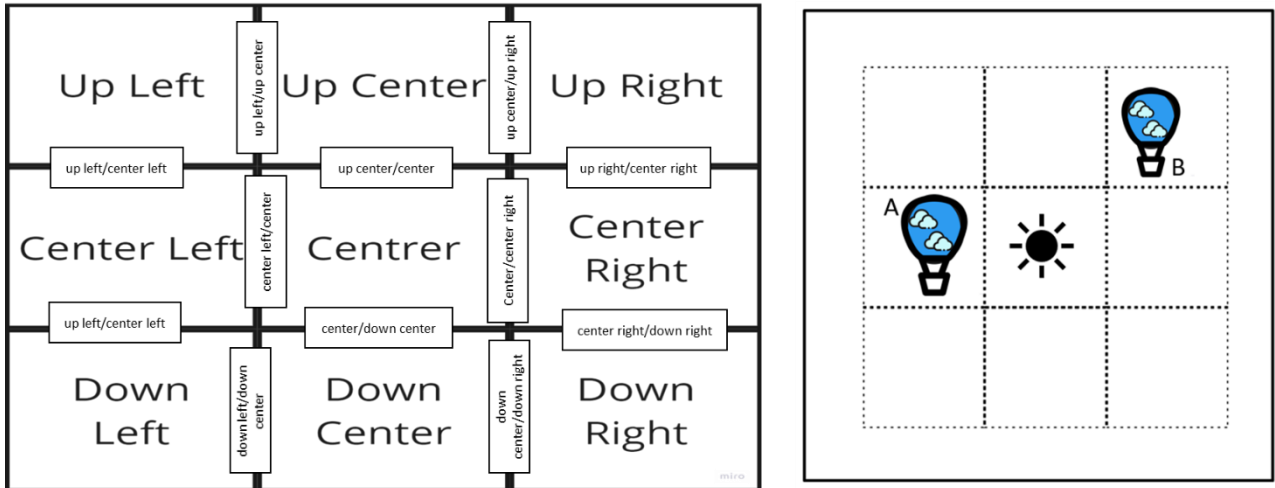 Up Left
up left/up center
Up Center
up center/up right
Up Right
up left/center left
up center/center
up right/center right
Center Left
center left/center
Centrer
Center/center right
Center
Right
up left/center left
center/down center
center right/down right
Down
Left
down left/down
center
Down
Center
down
center/down right
Down
Right
miro
A
B